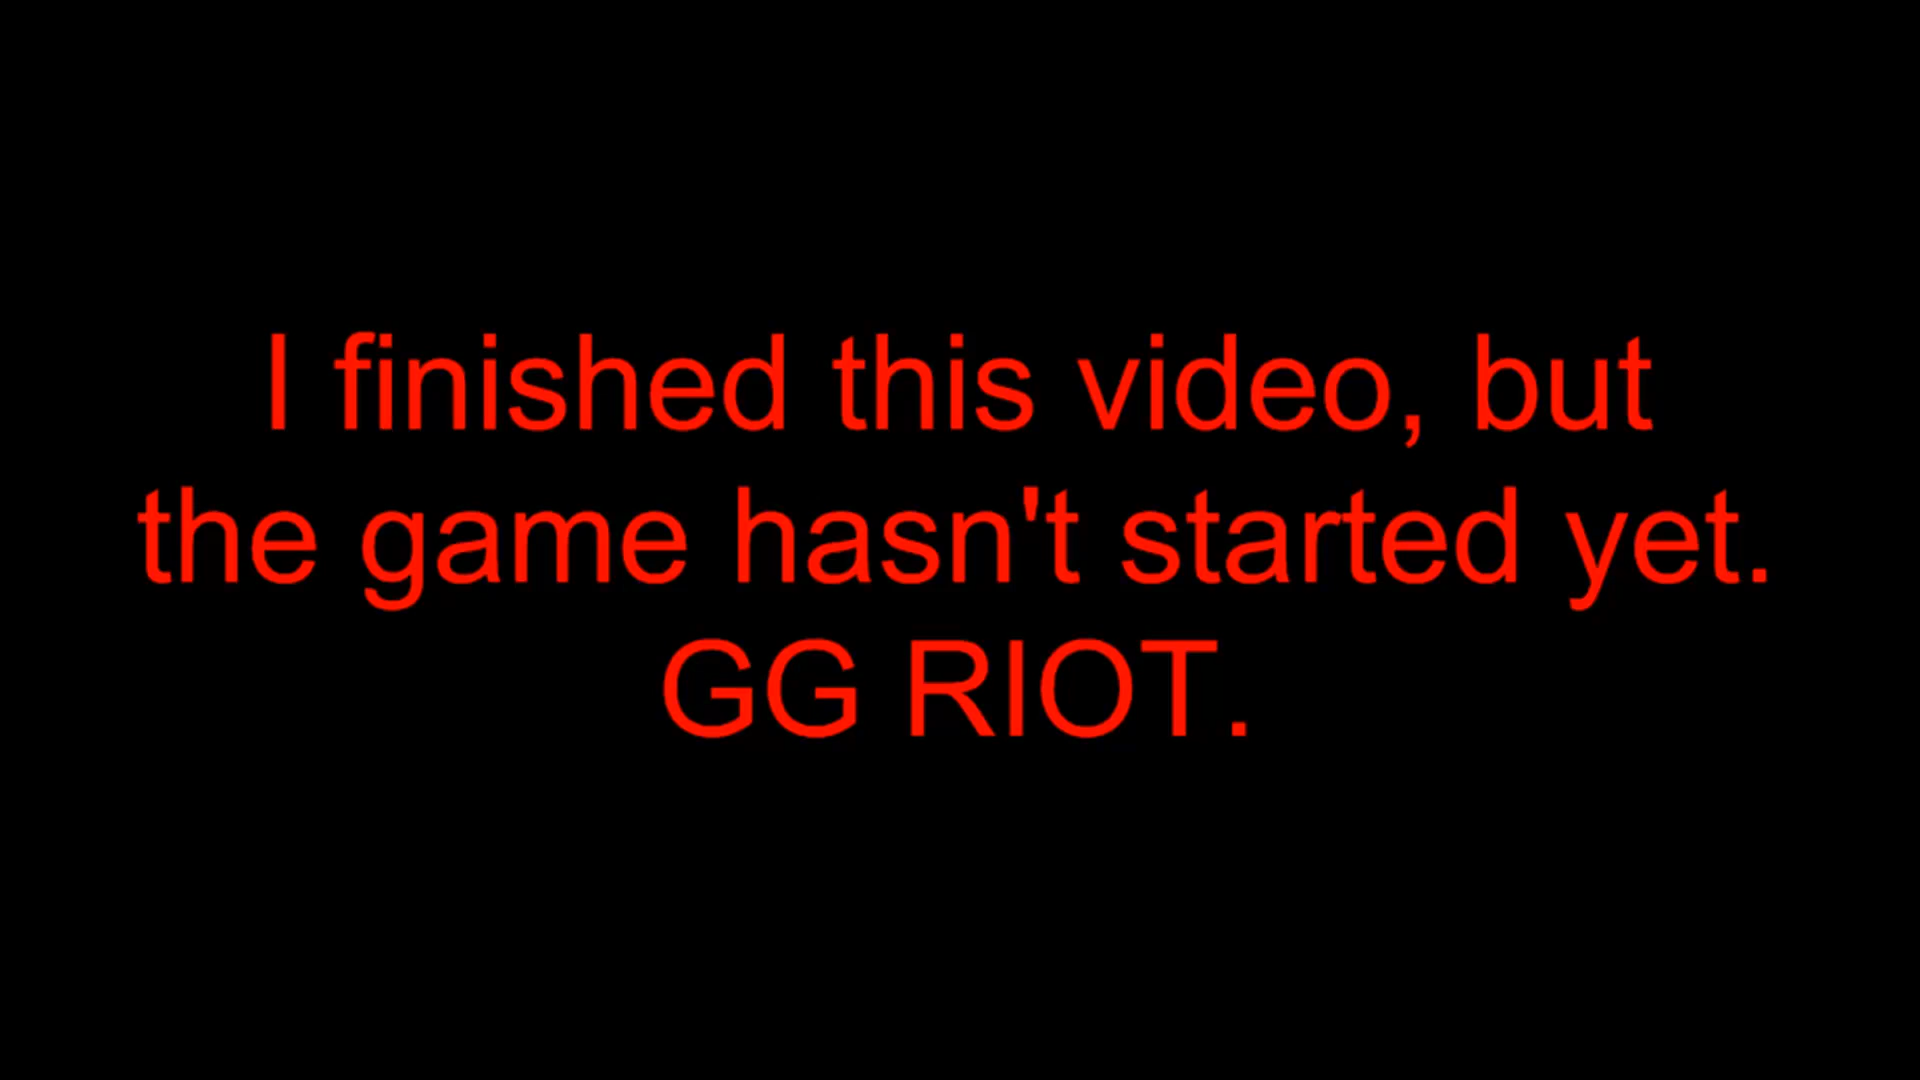 I finished this video, but
the game hasn't started yet.
GG RIOT.